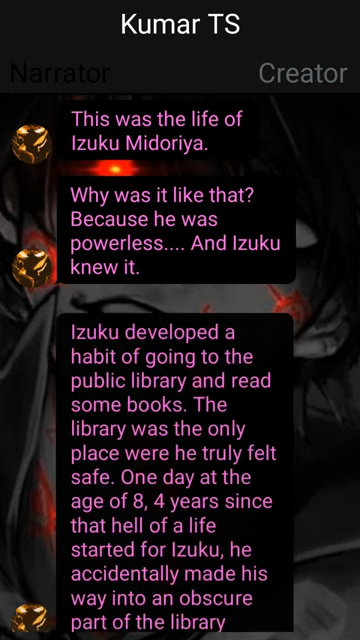 Kumar TS
Narrator
Creator
This was the life of
Izuku Midoriya.
Why was it like that?
Because he was
powerless.... And Izuku
knew it.
Izuku developed a
habit of going to the
public library and read
some books. The
library was the only
place were he truly felt
safe. One day at the
age of 8, 4 years since
that hell of a life
started for Izuku, he
accidentally made his
way into an obscure
part of the library